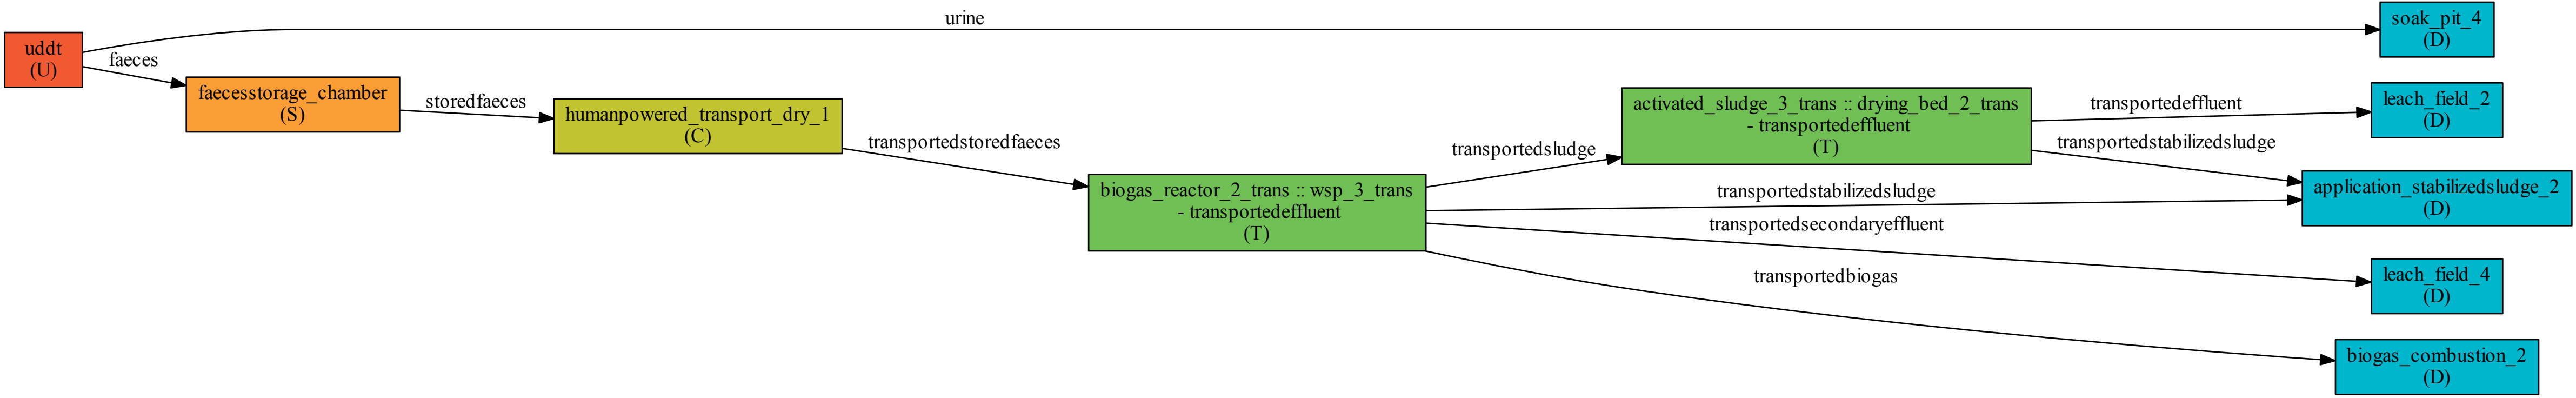 uddt
(U)
urine
soak_pit_4
(D)
faeces
faecesstorage_chamber
(S)
storedfaeces
humanpowered_transport_dry_1
(C)
transportedstoredfaeces
biogas_reactor_2_trans :: wsp_3_trans
- transportedeffluent
(T)
transportedsludge
activated_sludge_3_trans :: drying_bed_2_trans
- transportedeffluent
(T)
transportedeffluent
leach_field_2
(D)
transportedstabilizedsludge
transportedstabilizedsludge
application_stabilizedsludge_2
(D)
transportedsecondaryeffluent
leach_field_4
(D)
transportedbiogas
biogas_combustion_2
(D)